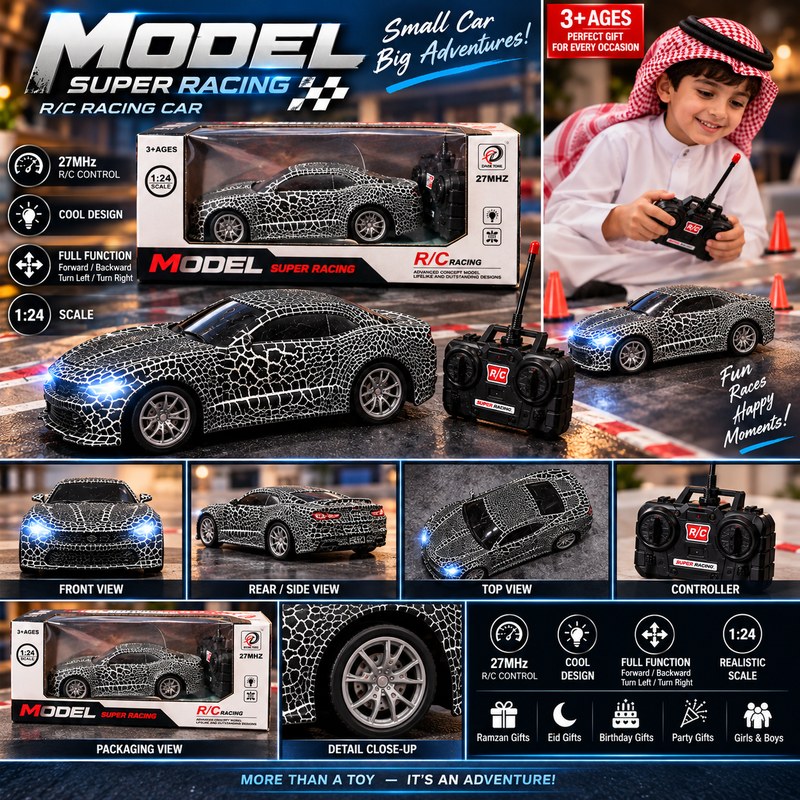 MODEL
SUPER RACING
R/C RACING CAR
Small Car
Big Adventures!
3+ AGES
PERFECT GIFT
FOR EVERY OCCASION
27MHz
R/C CONTROL
COOL DESIGN
FULL FUNCTION
Forward / Backward
Turn Left / Turn Right
1:24
SCALE
3+AGES
1:24
SCALE
27MHZ
MODEL SUPER RACING
R/C RACING
ADVANCED CONCEPT MODEL
LIFELIKE AND OUTSTANDING DESIGNS
R/C
SUPER RACING
R/C
Fun
Races
Happy
Moments!
FRONT VIEW
REAR / SIDE VIEW
TOP VIEW
R/C
SUPER RACING
CONTROLLER
3+AGES
1:24
SCALE
27MHZ
MODEL SUPER RACING
R/C RACING
PACKAGING VIEW
DETAIL CLOSE-UP
27MHz
R/C CONTROL
COOL
DESIGN
FULL FUNCTION
Forward / Backward
Turn Left / Turn Right
1:24
REALISTIC
SCALE
Ramzan Gifts
Eid Gifts
Birthday Gifts
Party Gifts
Girls & Boys
MORE THAN A TOY — IT'S AN ADVENTURE!